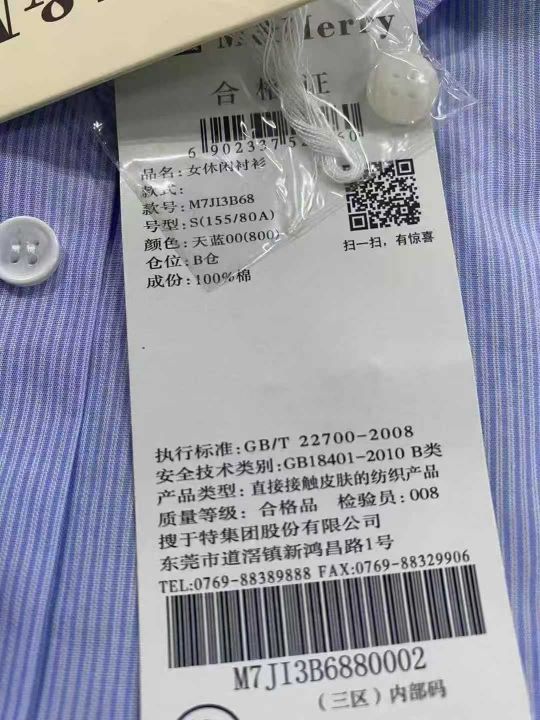 Merry
合格证
女休闲衬衫
品名:女休闲衬衫
款式:
款号:M7JI3B68
号型:S(155/80A)
颜色:天蓝00(800)
仓位:B仓
成份:100%棉
扫一扫,有惊喜
执行标准:GB/T 22700-2008
安全技术类别:GB18401-2010 B类
产品类型:直接接触皮肤的纺织产品
质量等级:合格品 检验员:008
搜于特集团股份有限公司
东莞市道滘镇新鸿昌路1号
TEL:0769-88389888 FAX:0769-88329906
M7JI3B6880002
(三区)内部码